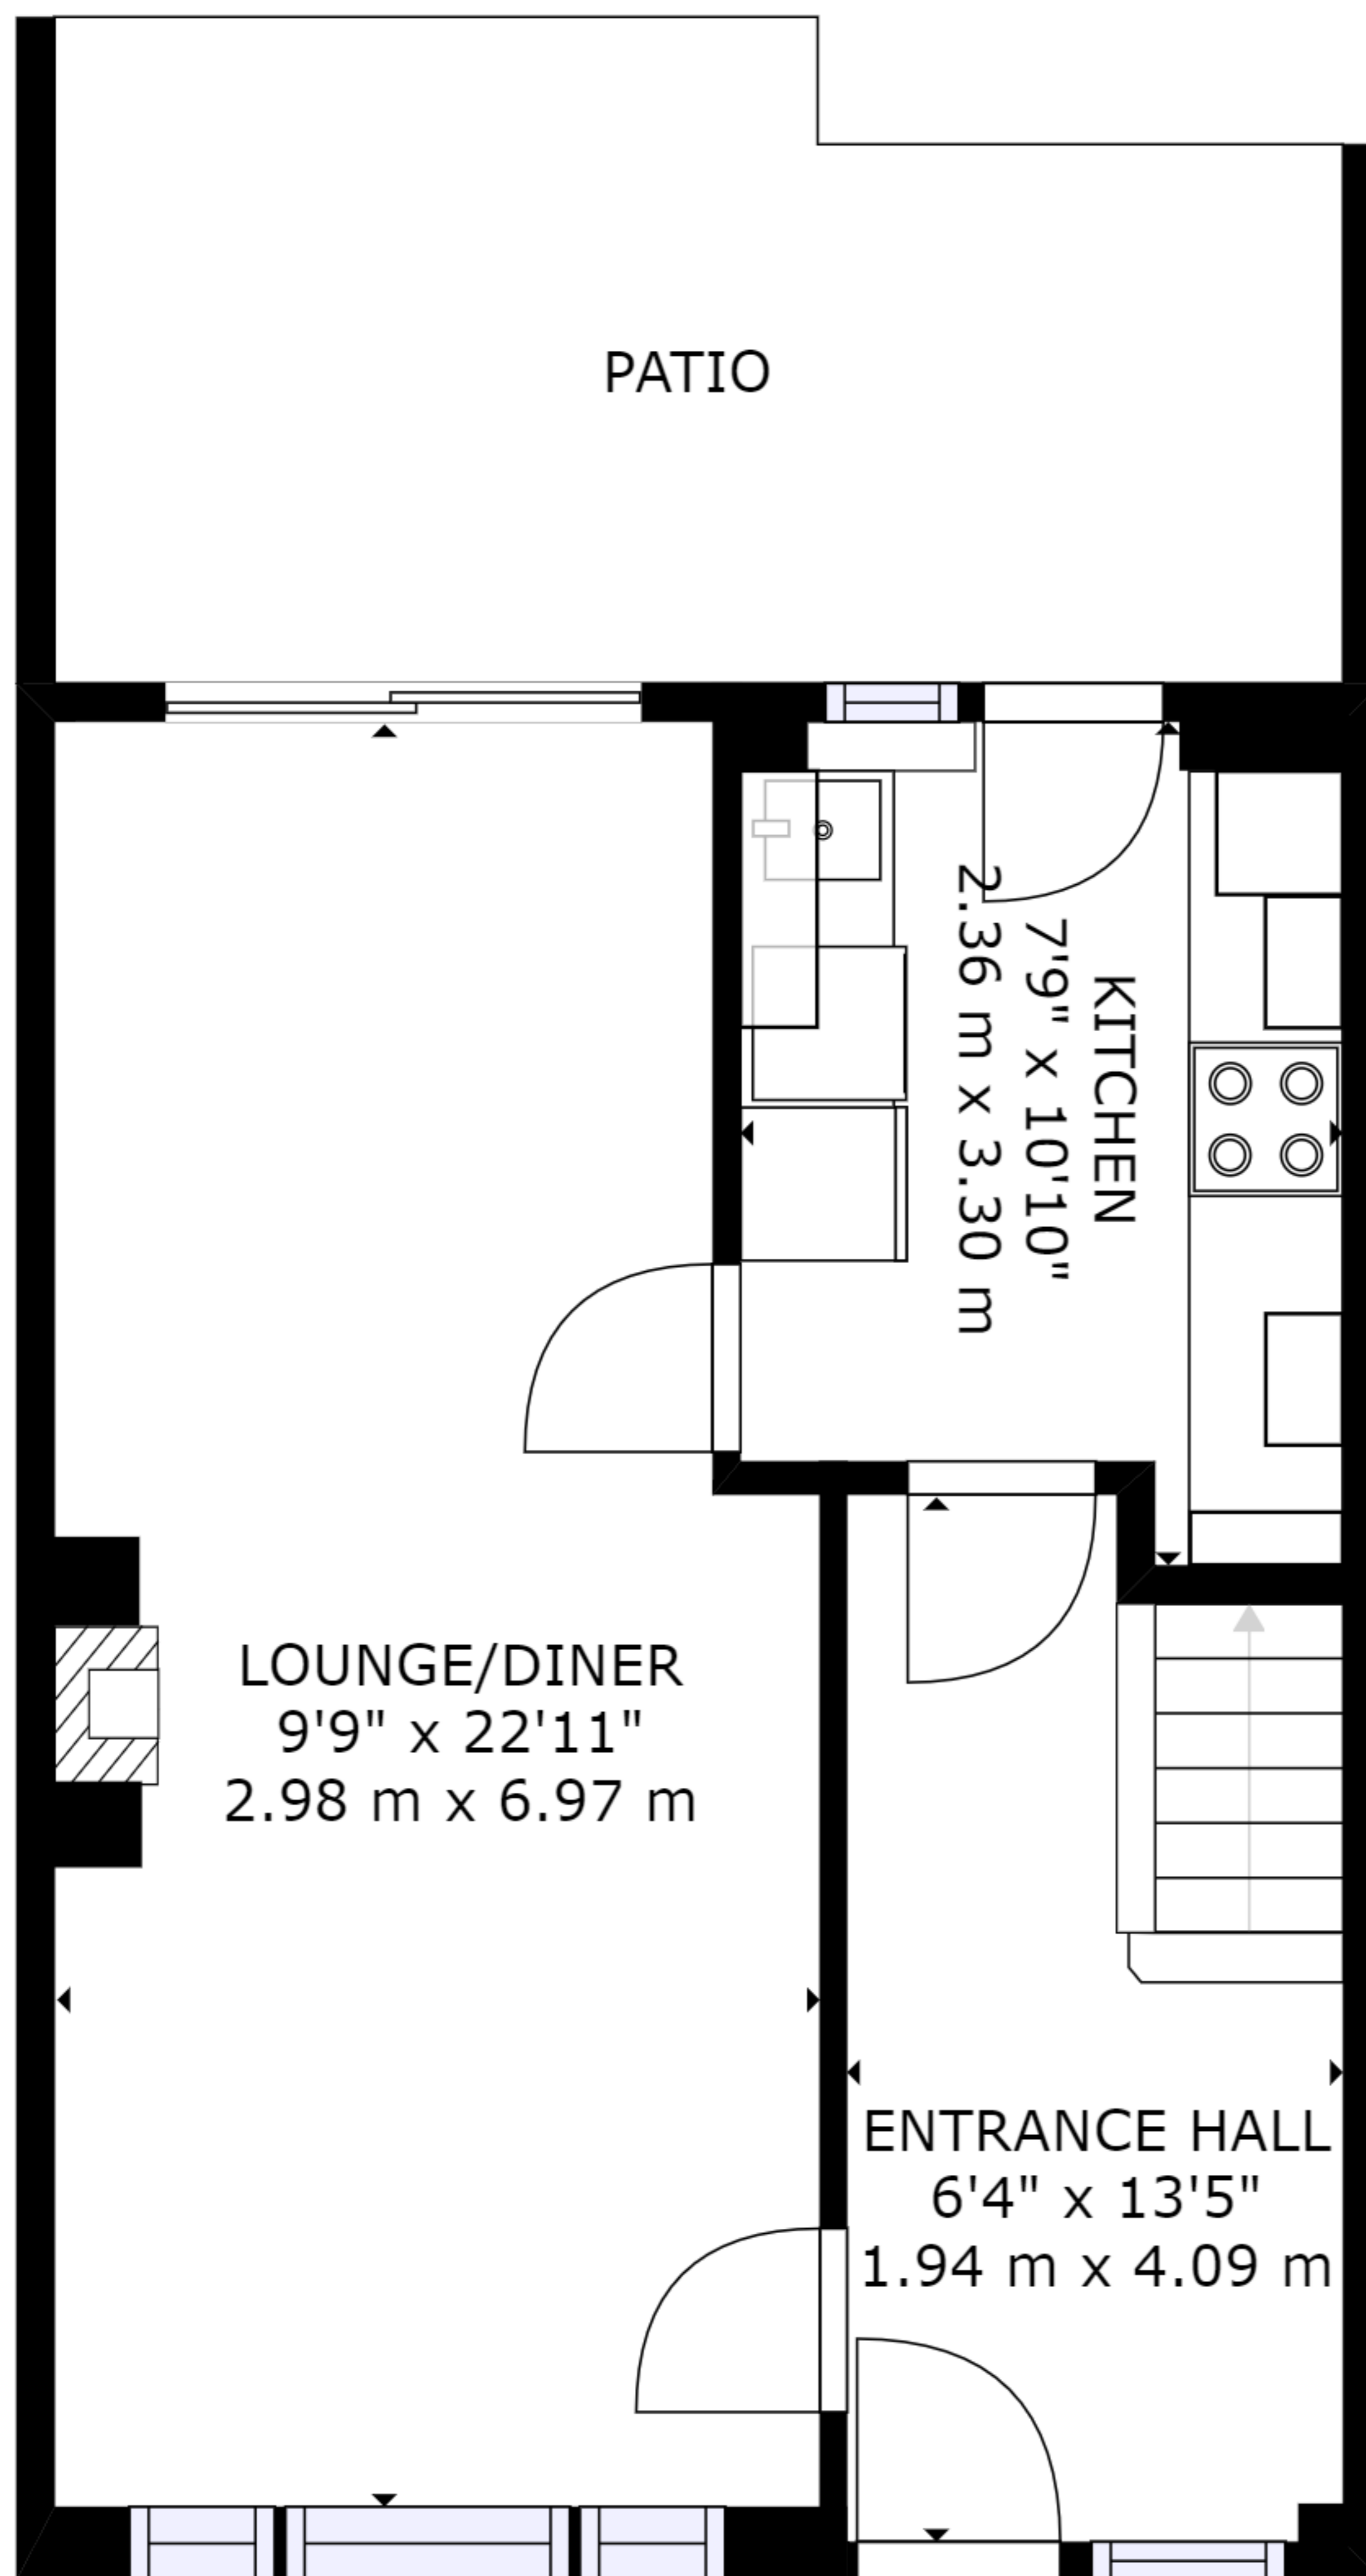 PATIO
KITCHEN
7'9" x 10'10"
2.36 m x 3.30 m
LOUNGE/DINER
9'9" x 22'11"
2.98 m x 6.97 m
ENTRANCE HALL
6'4" x 13'5"
1.94 m x 4.09 m